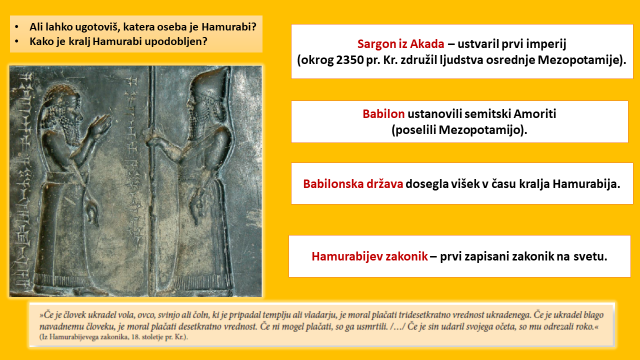 • Ali lahko ugotoviš, katera oseba je Hamurabi?
• Kako je kralj Hamurabi upodobljen?
Sargon iz Akada – ustvaril prvi imperij
(okrog 2350 pr. Kr. združil ljudstva osrednje Mezopotamije).
Babilon ustanovili semitski Amoriti
(poselili Mezopotamijo).
Babilonska država dosegla višek v času kralja Hamurabija.
Hamurabijev zakonik – prvi zapisani zakonik na svetu.
»Če je človek ukradel vola, ovco, svinjo ali čoln, ki je pripadal templju ali vladarju, je moral plačati tridesetkratno vrednost ukradenega. Če je ukradel blago
navadnemu človeku, je moral plačati desetkratno vrednost. Če ni mogel plačati, so ga usmrtili. /…/ Če je sin udaril svojega očeta, so mu odrezali roko.«
(Iz Hamurabijevega zakonika, 18. stoletje pr. Kr.).